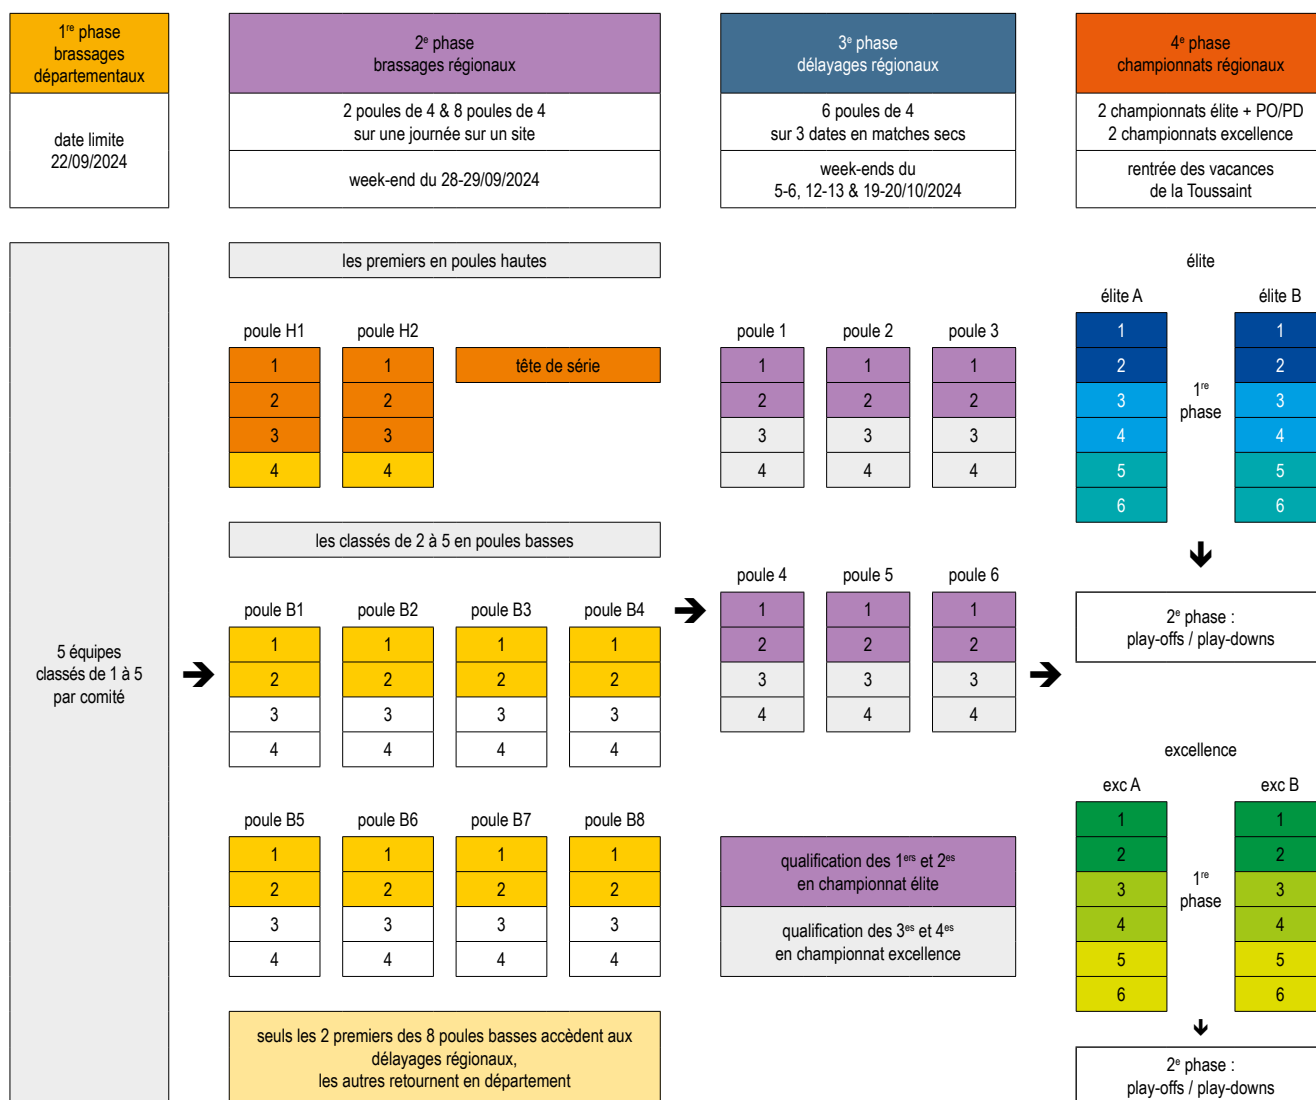 1re phase
brassages
départementaux
date limite
22/09/2024
2e phase
brassages régionaux
2 poules de 4 & 8 poules de 4
sur une journée sur un site
week-end du 28-29/09/2024
3e phase
délayages régionaux
6 poules de 4
sur 3 dates en matches secs
week-ends du
5-6, 12-13 & 19-20/10/2024
4e phase
championnats régionaux
2 championnats élite + PO/PD
2 championnats excellence
rentrée des vacances
de la Toussaint
5 équipes
classés de 1 à 5
par comité
les premiers en poules hautes
poule H1 poule H2
1 1 tête de série
2 2
3 3
4 4
les classés de 2 à 5 en poules basses
poule B1 poule B2 poule B3 poule B4
1 1 1 1
2 2 2 2
3 3 3 3
4 4 4 4
poule B5 poule B6 poule B7 poule B8
1 1 1 1
2 2 2 2
3 3 3 3
4 4 4 4
seuls les 2 premiers des 8 poules basses accèdent aux
délayages régionaux,
les autres retournent en département
poule 1 poule 2 poule 3
1 1 1
2 2 2
3 3 3
4 4 4
poule 4 poule 5 poule 6
1 1 1
2 2 2
3 3 3
4 4 4
qualification des 1ers et 2es
en championnat élite
qualification des 3es et 4es
en championnat excellence
élite
élite A élite B
1 1
2 2
1re
phase
3 3
4 4
5 5
6 6
2e phase :
play-offs / play-downs
excellence
exc A exc B
1 1
2 2
1re
phase
3 3
4 4
5 5
6 6
2e phase :
play-offs / play-downs